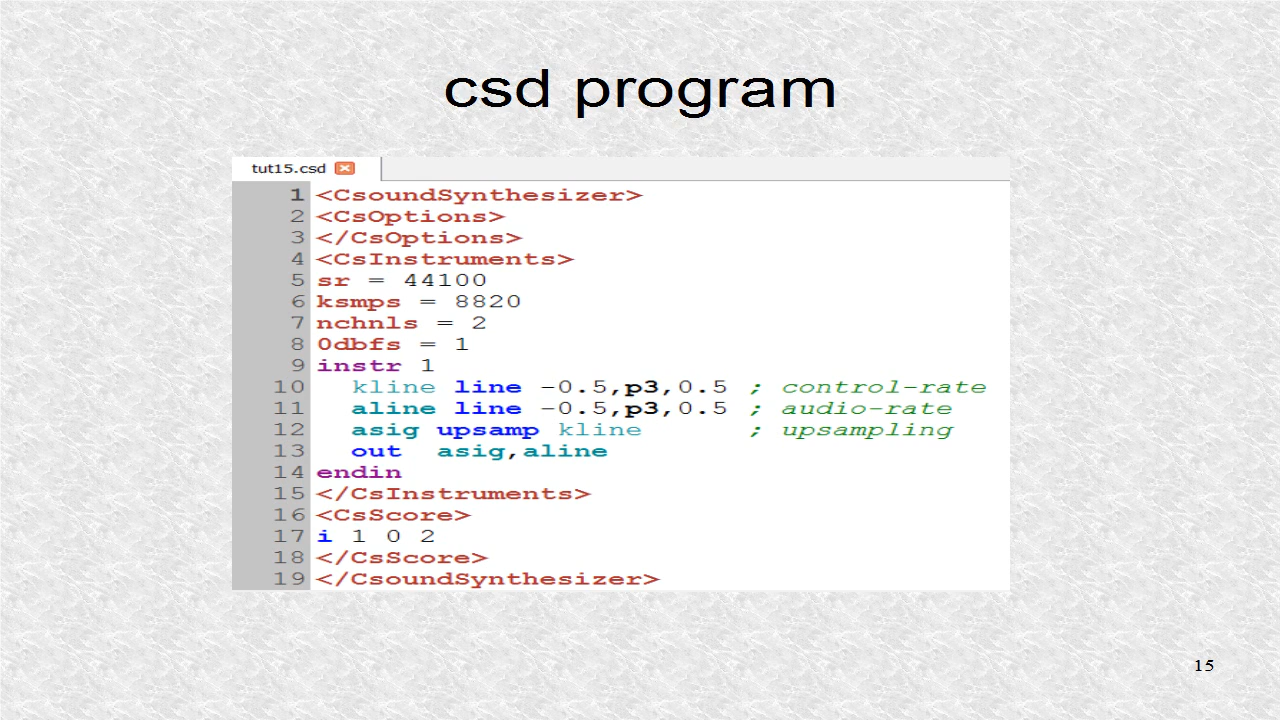 csd program
tut15.csd
1 <CsoundSynthesizer>
2 <CsOptions>
3 </CsOptions>
4 <CsInstruments>
5 sr = 44100
6 ksmps = 8820
7 nchnls = 2
8 0dbfs = 1
9 instr 1
10   kline line -0.5,p3,0.5 ; control-rate
11   aline line -0.5,p3,0.5 ; audio-rate
12   asig upsamp kline      ; upsampling
13   out  asig,aline
14 endin
15 </CsInstruments>
16 <CsScore>
17 i 1 0 2
18 </CsScore>
19 </CsoundSynthesizer>
15